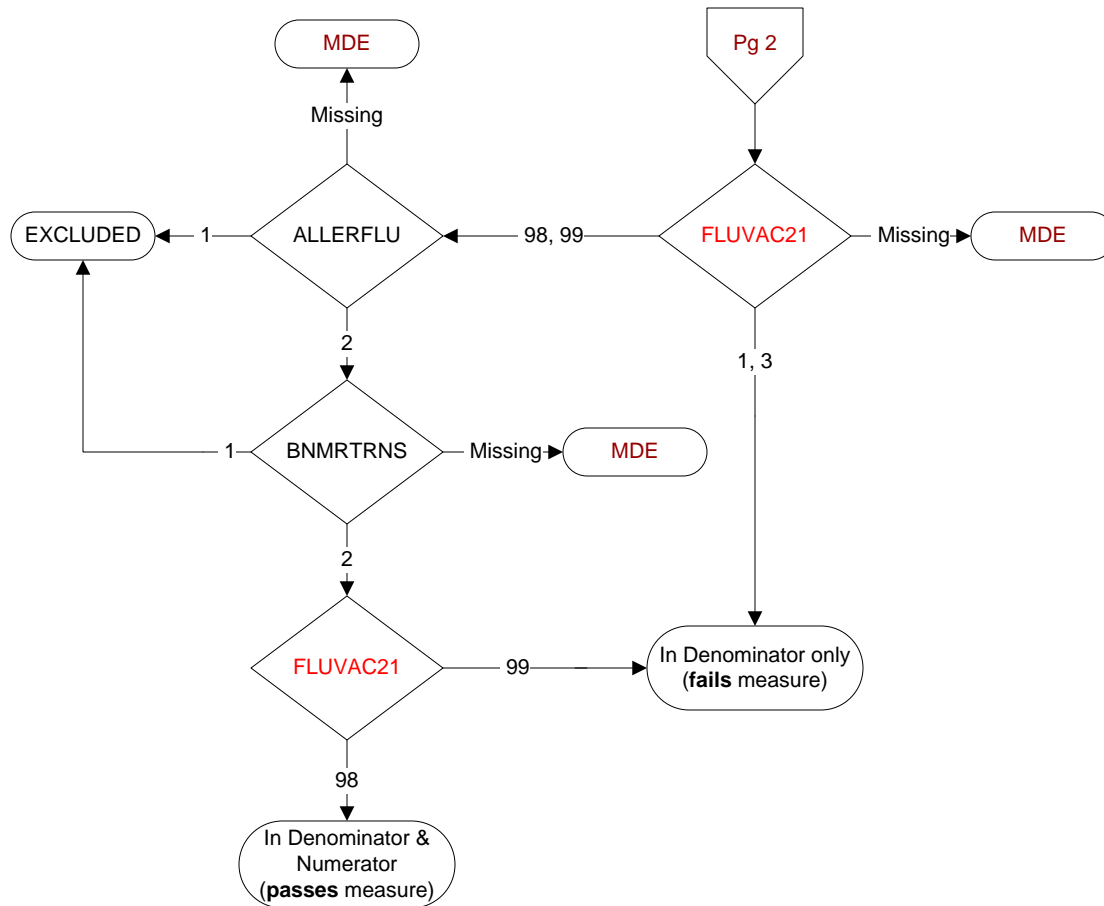 MDE
Pg 2
Missing
EXCLUDED
1
ALLERFLU
98, 99
FLUVAC21
Missing
MDE
2
1, 3
1
BNMRTRNS
Missing
MDE
2
FLUVAC21
99
In Denominator only
(fails measure)
98
In Denominator &
Numerator
(passes measure)